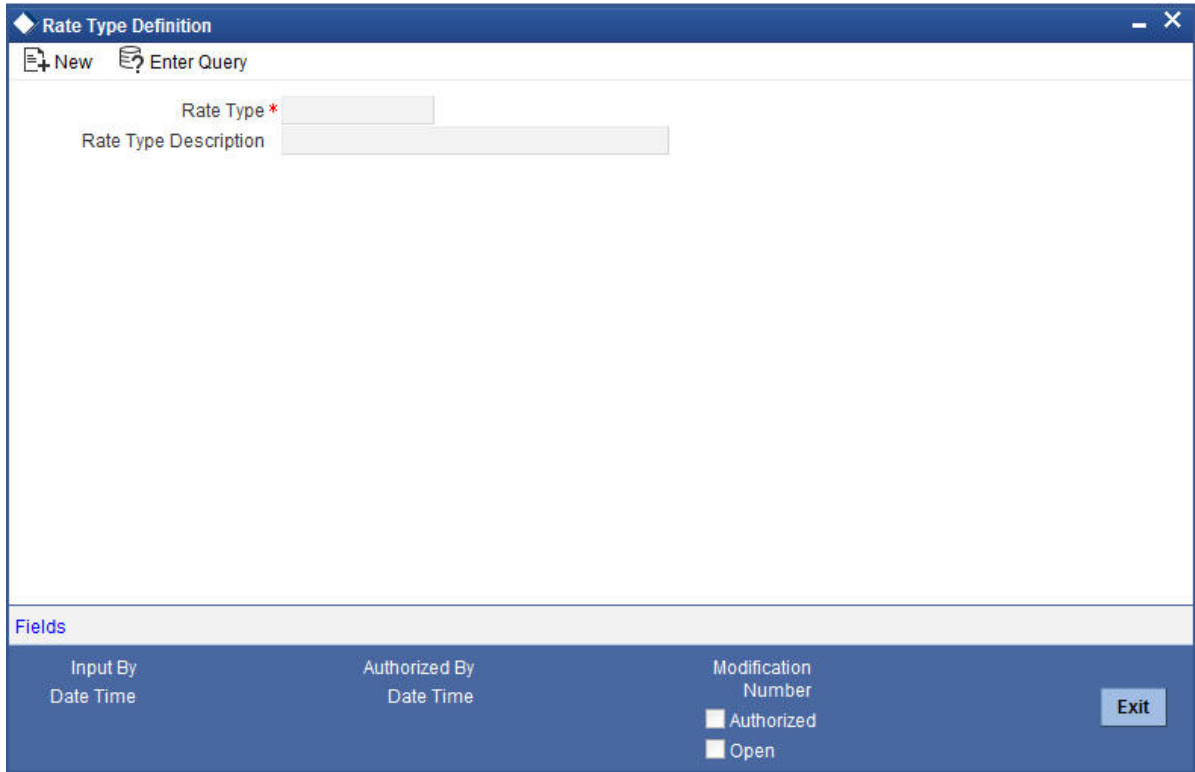 Rate Type Definition
New Enter Query
Rate Type *
Rate Type Description
Fields
Input By Authorized By Modification
Date Time Date Time Number
Authorized
Open
Exit